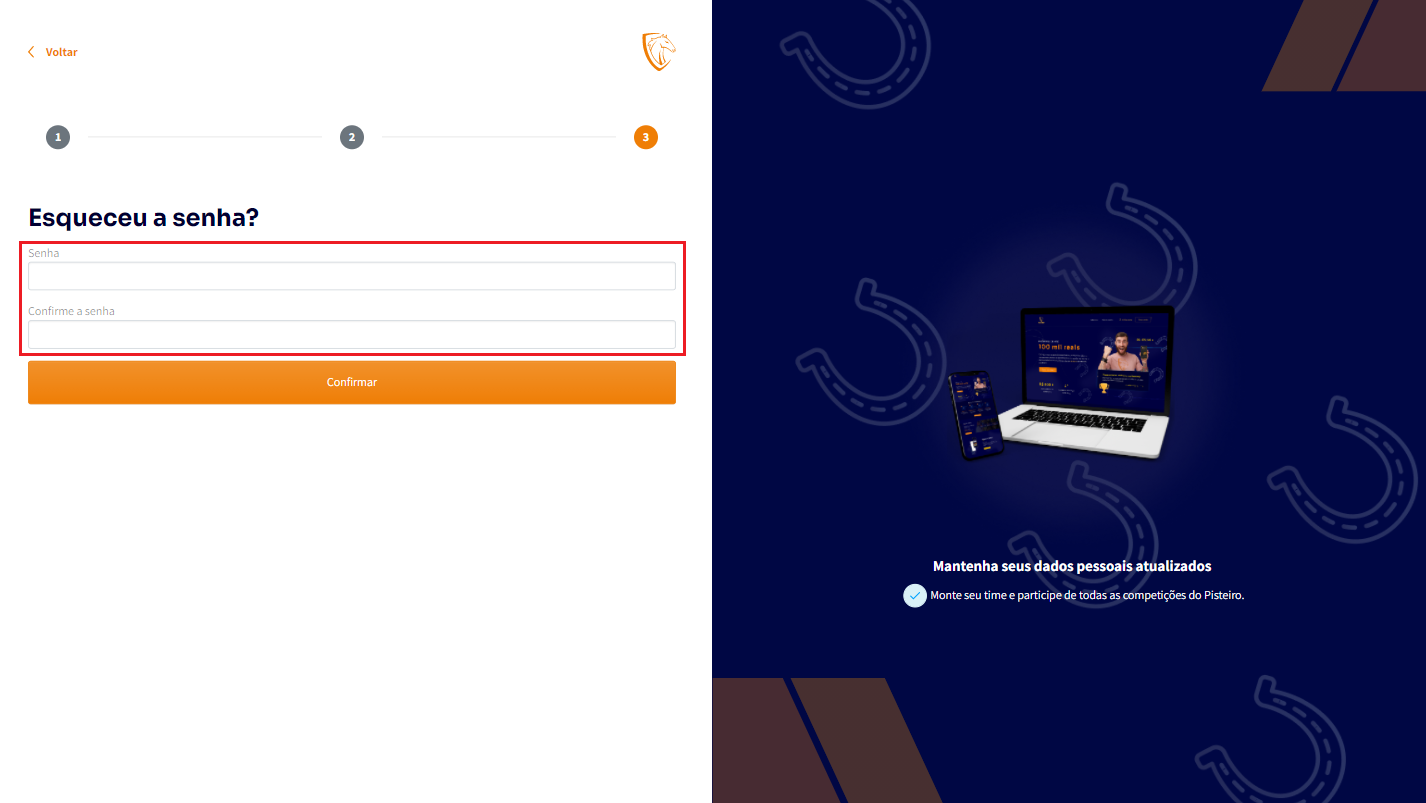 Voltar
1
2
3
Esqueceu a senha?
Senha
Confirme a senha
Confirmar
100 mil reais
Mantenha seus dados pessoais atualizados
Monte seu time e participe de todas as competições do Pisteiro.